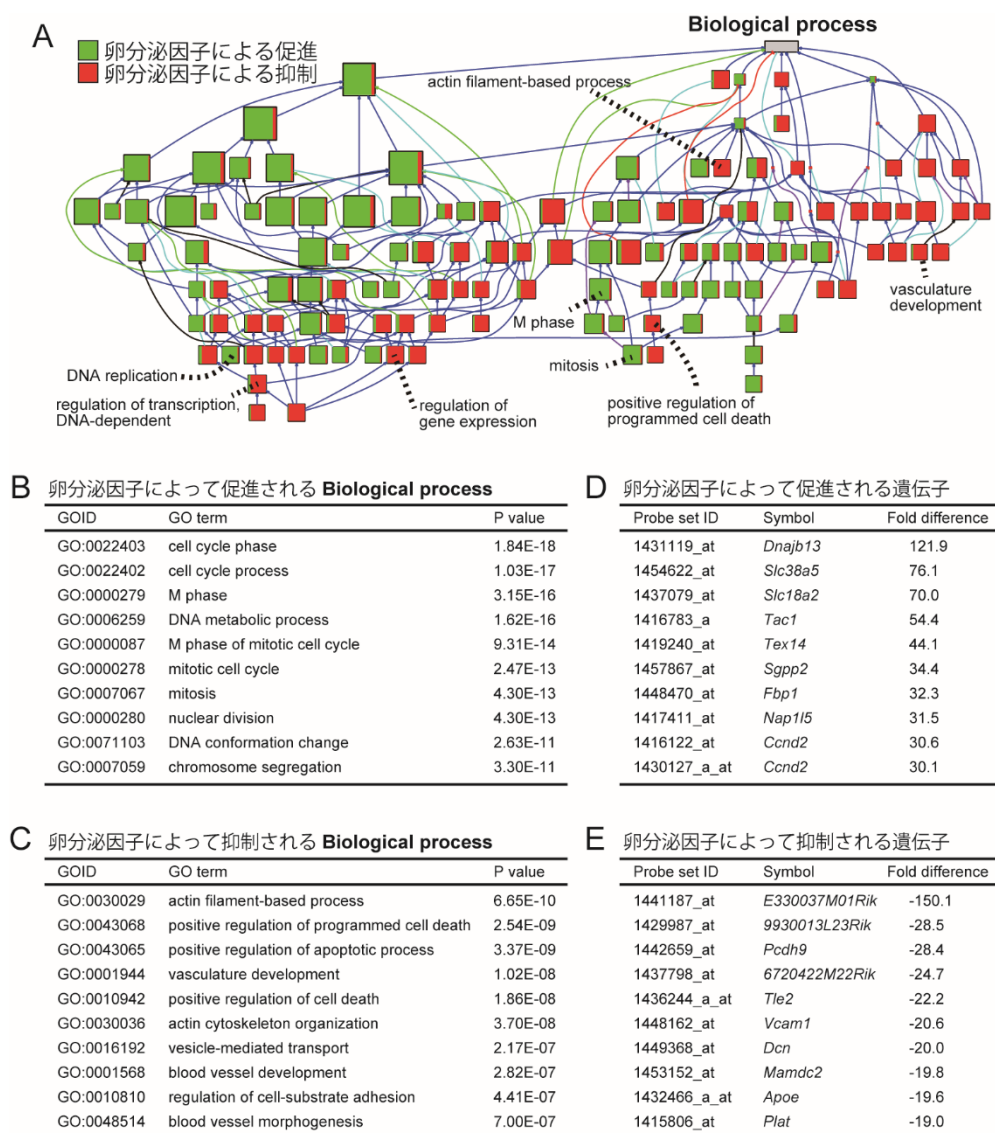 A
Biological process
卵分泌因子による促進
卵分泌因子による抑制
actin filament-based process
vasculature
development
M phase
mitosis
DNA replication
regulation of transcription,
DNA-dependent
regulation of
gene expression
positive regulation of
programmed cell death
B 卵分泌因子によって促進される Biological process
GOID GO term P value
GO:0022403 cell cycle phase 1.84E-18
GO:0022402 cell cycle process 1.03E-17
GO:0000279 M phase 3.15E-16
GO:0006259 DNA metabolic process 1.62E-16
GO:0000087 M phase of mitotic cell cycle 9.31E-14
GO:0000278 mitotic cell cycle 2.47E-13
GO:0007067 mitosis 4.30E-13
GO:0000280 nuclear division 4.30E-13
GO:0071103 DNA conformation change 2.63E-11
GO:0007059 chromosome segregation 3.30E-11
D 卵分泌因子によって促進される遺伝子
Probe set ID Symbol Fold difference
1431119_at Dnajb13 121.9
1454622_at Slc38a5 76.1
1437079_at Slc18a2 70.0
1416783_a Tac1 54.4
1419240_at Tex14 44.1
1457867_at Sgpp2 34.4
1448470_at Fbp1 32.3
1417411_at Nap1l5 31.5
1416122_at Ccnd2 30.6
1430127_a_at Ccnd2 30.1
C 卵分泌因子によって抑制される Biological process
GOID GO term P value
GO:0030029 actin filament-based process 6.65E-10
GO:0043068 positive regulation of programmed cell death 2.54E-09
GO:0043065 positive regulation of apoptotic process 3.37E-09
GO:0001944 vasculature development 1.02E-08
GO:0010942 positive regulation of cell death 1.86E-08
GO:0030036 actin cytoskeleton organization 3.70E-08
GO:0016192 vesicle-mediated transport 2.17E-07
GO:0001568 blood vessel development 2.82E-07
GO:0010810 regulation of cell-substrate adhesion 4.41E-07
GO:0048514 blood vessel morphogenesis 7.00E-07
E 卵分泌因子によって抑制される遺伝子
Probe set ID Symbol Fold difference
1441187_at E330037M01Rik -150.1
1429987_at 9930013L23Rik -28.5
1442659_at Pcdh9 -28.4
1437798_at 6720422M22Rik -24.7
1436244_a_at Tle2 -22.2
1448162_at Vcam1 -20.6
1449368_at Dcn -20.0
1453152_at Mamdc2 -19.8
1432466_a_at Apoe -19.6
1415806_at Plat -19.0